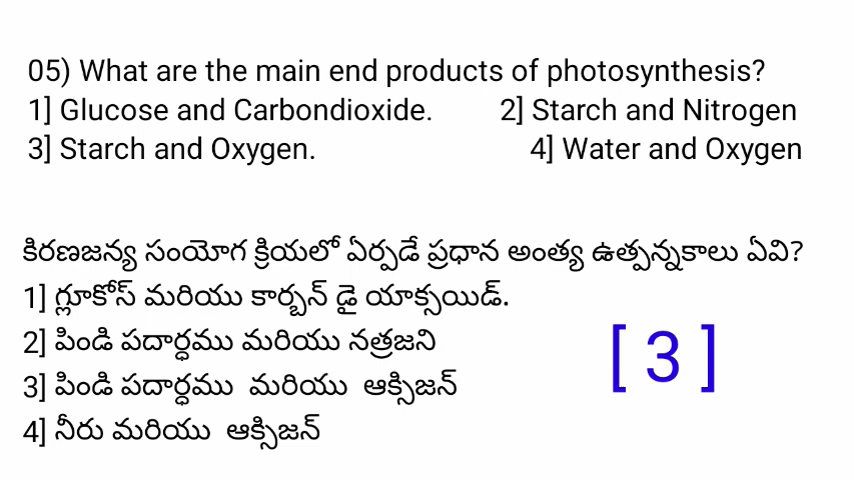 05) What are the main end products of photosynthesis?
1] Glucose and Carbondioxide. 2] Starch and Nitrogen
3] Starch and Oxygen. 4] Water and Oxygen
కిరణజన్య సంయోగ క్రియలో ఏర్పడే ప్రధాన అంత్య ఉత్పన్నకాలు ఏవి?
1] గ్లూకోస్ మరియు కార్బన్ డై యాక్సయిడ్.
2] పిండి పదార్ధము మరియు నత్రజని
3] పిండి పదార్ధము మరియు ఆక్సిజన్
4] నీరు మరియు ఆక్సిజన్
[ 3 ]